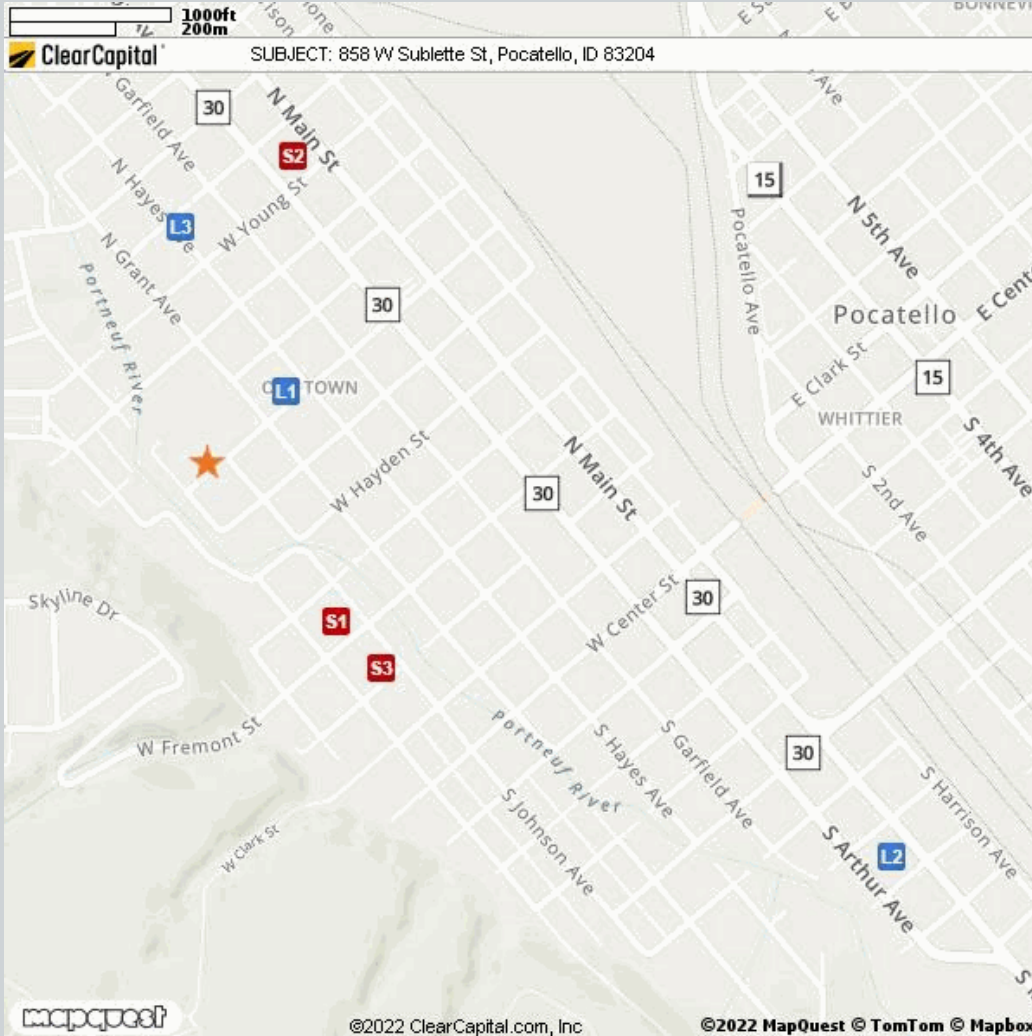 1000ft
200m
ClearCapital
SUBJECT: 858 W Sublette St, Pocatello, ID 83204
30
N Main St
N Garfield Ave
S2
15
N Hayes Ave
L3
W Young St
N 5th Ave
N Grant Ave
Pocatello Ave
Portneuf River
30
Pocatello
E Clark St
15
L1
TOWN
WHITTIER
S 4th Ave
W Hayden St
N Main St
30
S 2nd Ave
Skyline Dr
W Center St
30
S1
S3
W Fremont St
Portneuf River
S Hayes Ave
S Garfield Ave
30
S Harrison Ave
S Johnson Ave
W Clark St
S Arthur Ave
L2
mapquest
©2022 ClearCapital.com, Inc
©2022 MapQuest © TomTom © Mapbox